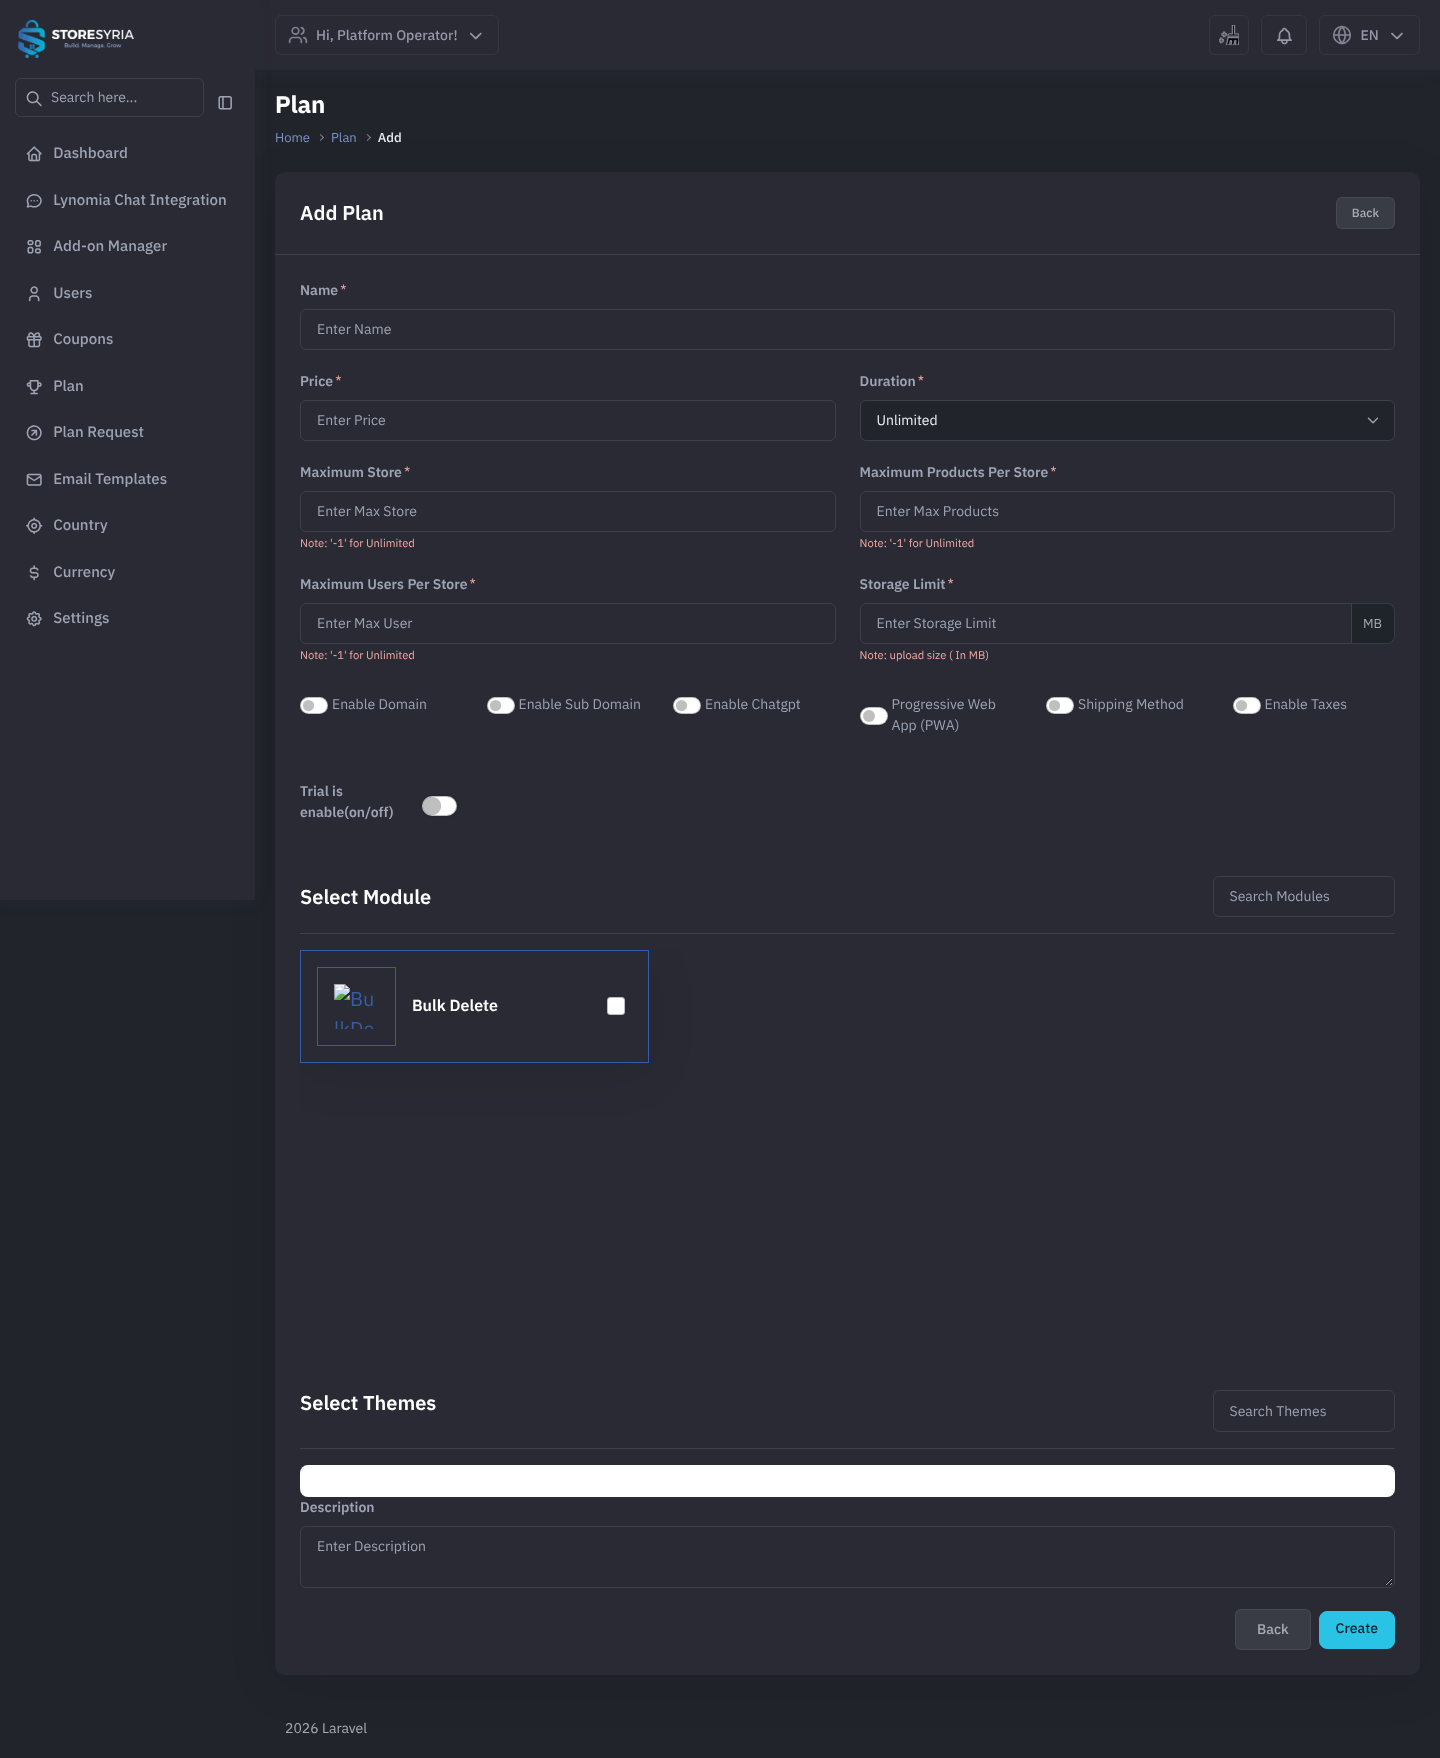 STORESYRIA
Build. Manage. Grow
Hi, Platform Operator!
EN
Search here...
Dashboard
Lynomia Chat Integration
Add-on Manager
Users
Coupons
Plan
Plan Request
Email Templates
Country
Currency
Settings
Plan
Home > Plan > Add
Add Plan
Back
Name *
Enter Name
Price *
Duration *
Enter Price
Unlimited
Maximum Store *
Maximum Products Per Store *
Enter Max Store
Enter Max Products
Note: '-1' for Unlimited
Note: '-1' for Unlimited
Maximum Users Per Store *
Storage Limit *
Enter Max User
Enter Storage Limit
MB
Note: '-1' for Unlimited
Note: upload size ( In MB)
Enable Domain
Enable Sub Domain
Enable Chatgpt
Progressive Web
App (PWA)
Shipping Method
Enable Taxes
Trial is
enable(on/off)
Select Module
Search Modules
Bu
lkDe
Bulk Delete
Select Themes
Search Themes
Description
Enter Description
Back
Create
2026 Laravel